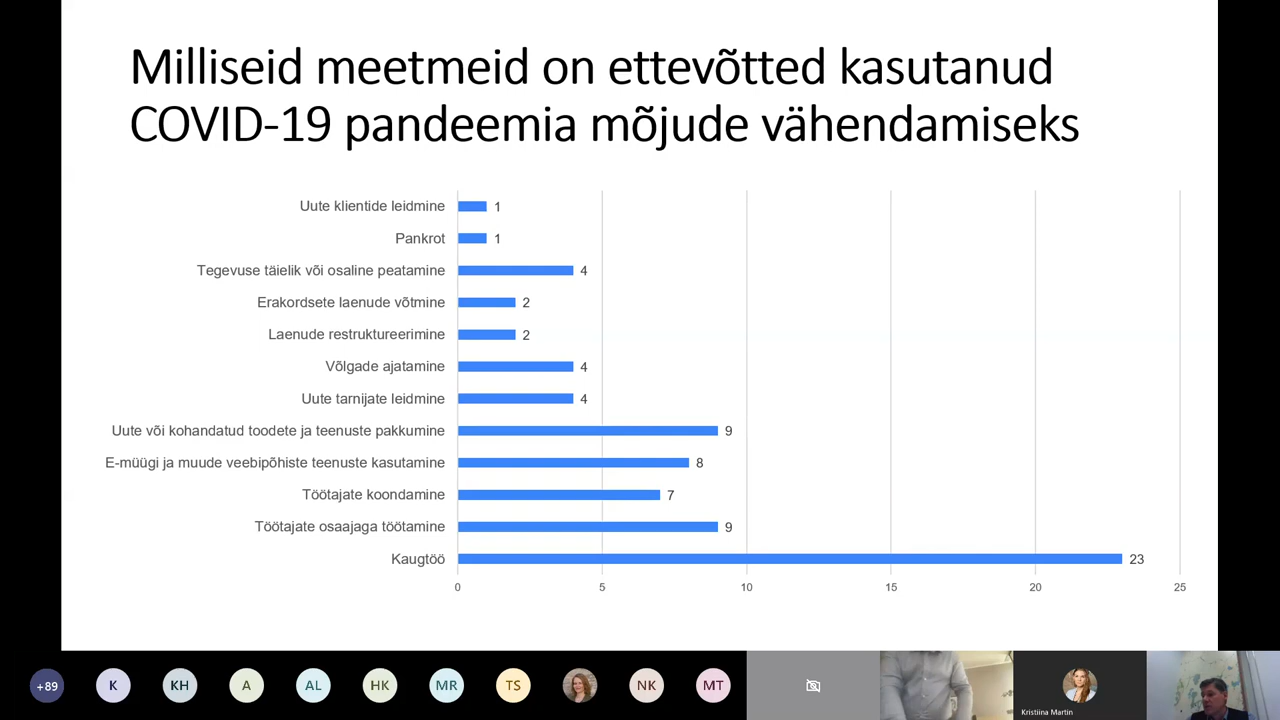 Milliseid meetmeid on ettevõtted kasutanud
COVID-19 pandeemia mõjude vähendamiseks
Uute klientide leidmine 1
Pankrot 1
Tegevuse täielik või osaline peatamine 4
Erakordsete laenude võtmine 2
Laenude restruktureerimine 2
Võlgade ajatamine 4
Uute tarnijate leidmine 4
Uute või kohandatud toodete ja teenuste pakkumine 9
E-müügi ja muude veebipõhiste teenuste kasutamine 8
Töötajate koondamine 7
Töötajate osaajaga töötamine 9
Kaugtöö 23
0 5 10 15 20 25
+89 K KH A AL HK MR TS NK MT
Kristiina Martin